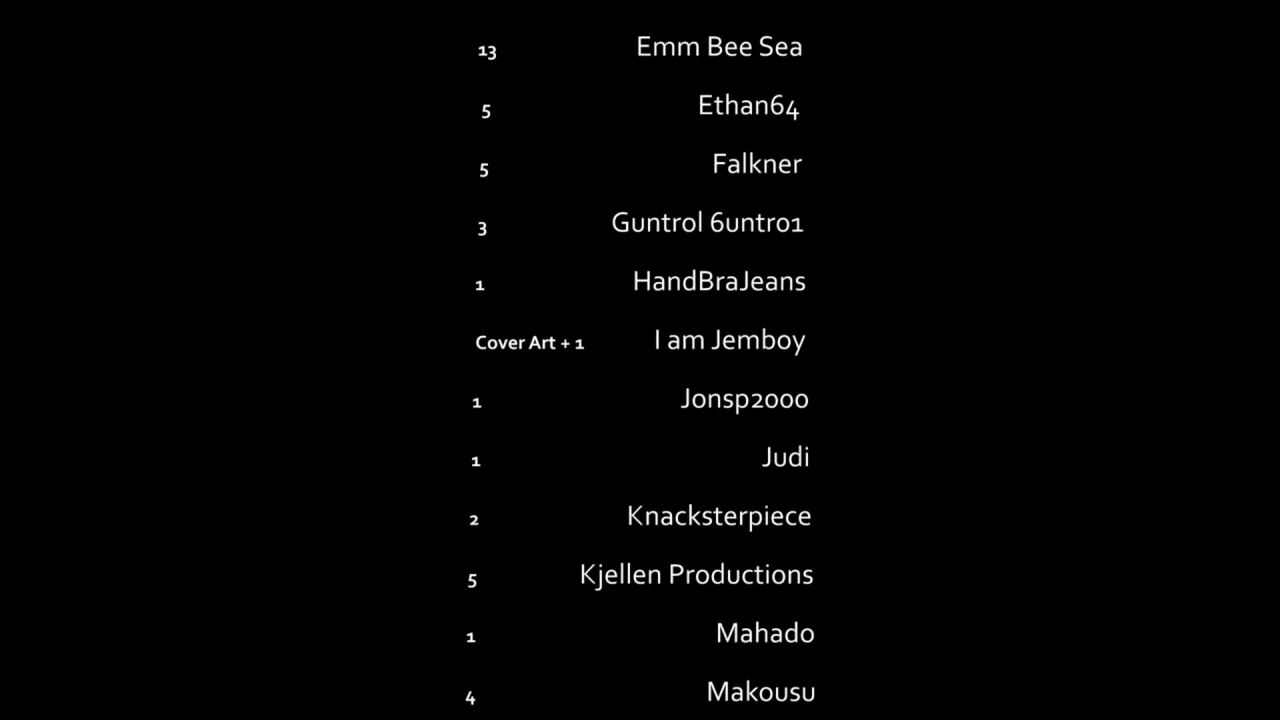 13 Emm Bee Sea
5 Ethan64
5 Falkner
3 Guntrol 6untro1
1 HandBraJeans
Cover Art + 1 I am Jemboy
1 Jonsp2000
1 Judi
2 Knacksterpiece
5 Kjellen Productions
1 Mahado
4 Makousu